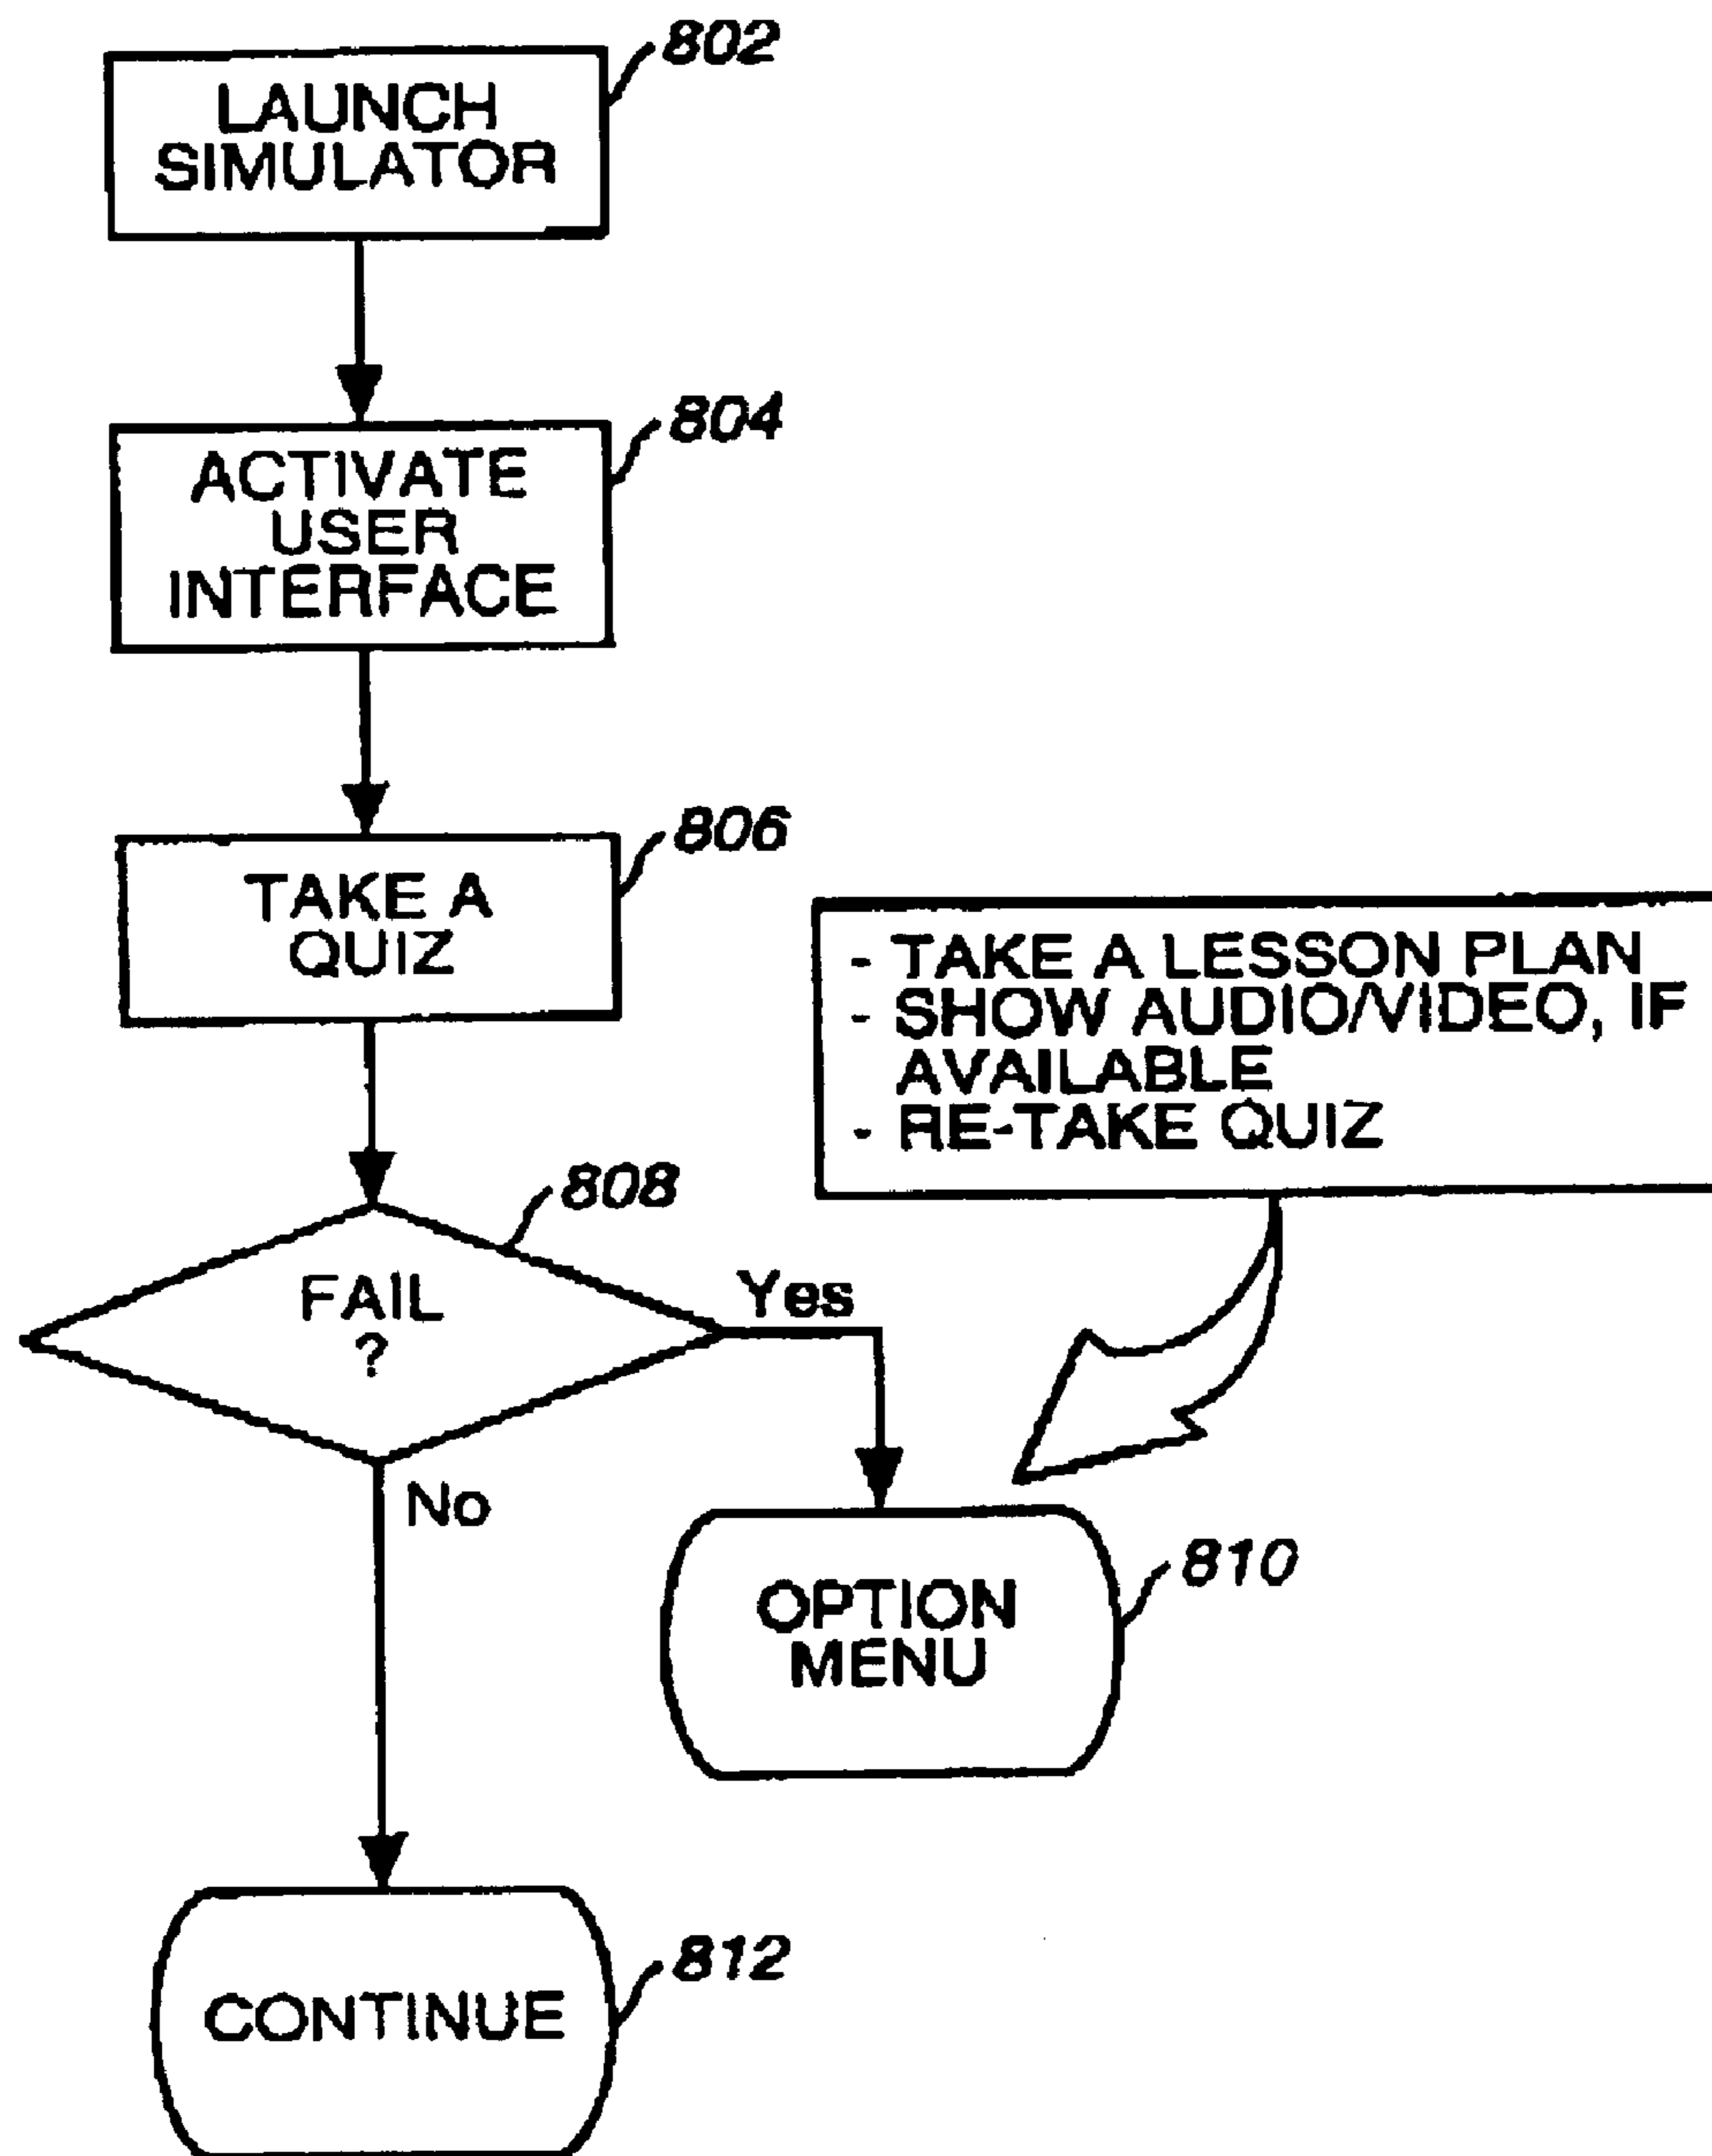 802
LAUNCH
SIMULATOR
804
ACTIVATE
USER
INTERFACE
806
TAKE A
QUIZ
- TAKE A LESSON PLAN
- SHOW AUDIO/VIDEO, IF
AVAILABLE
- RE-TAKE QUIZ
808
FAIL
?
Yes
No
810
OPTION
MENU
812
CONTINUE